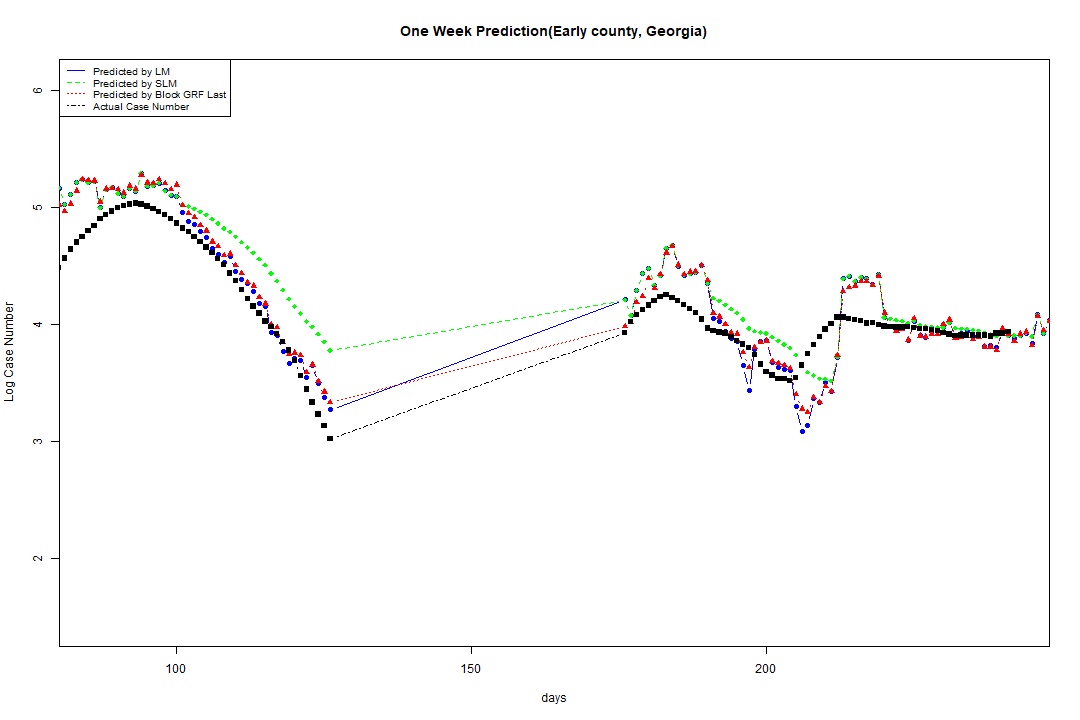 One Week Prediction(Early county, Georgia)
Predicted by LM
Predicted by SLM
Predicted by Block GRF Last
Actual Case Number
6
5
4
3
2
Log Case Number
100
150
200
days